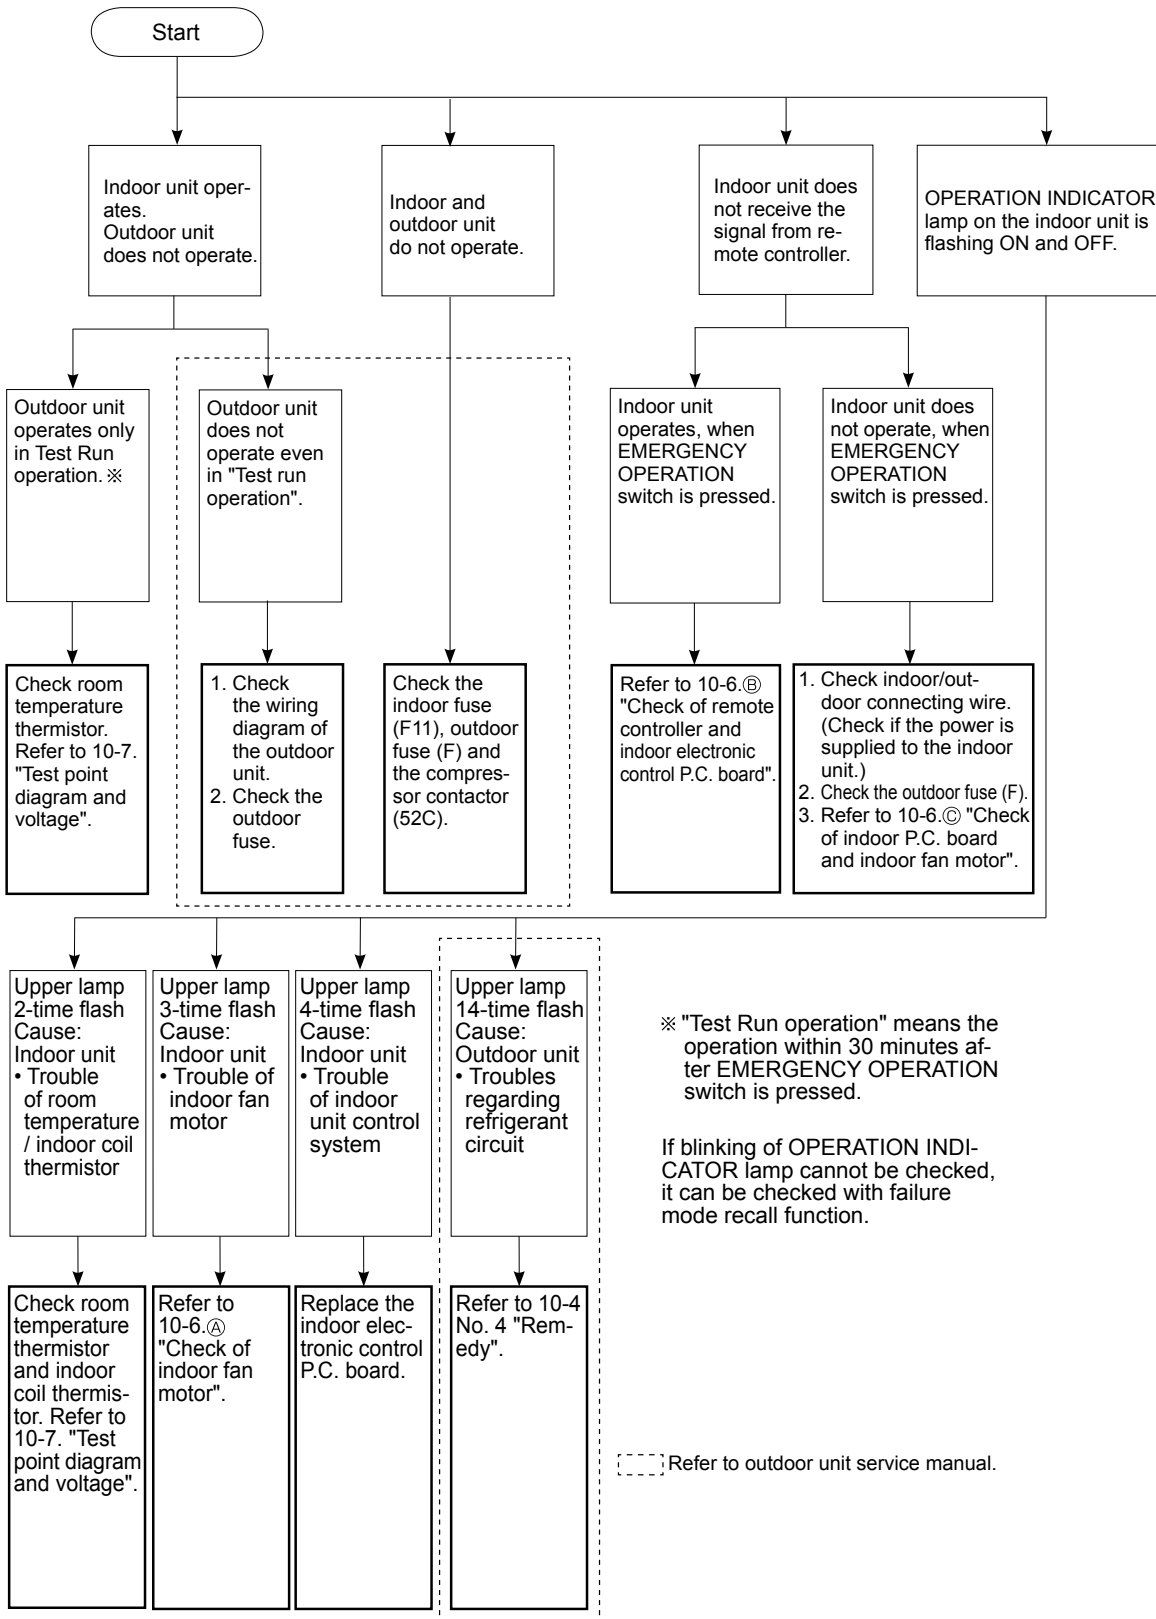 Start
Indoor unit oper-
ates.
Outdoor unit
does not operate.
Indoor and
outdoor unit
do not operate.
Indoor unit does
not receive the
signal from re-
mote controller.
OPERATION INDICATOR
lamp on the indoor unit is
flashing ON and OFF.
Outdoor unit
operates only
in Test Run
operation. ※
Outdoor unit
does not
operate even
in "Test run
operation".
Indoor unit
operates, when
EMERGENCY
OPERATION
switch is pressed.
Indoor unit does
not operate, when
EMERGENCY
OPERATION
switch is pressed.
Check room
temperature
thermistor.
Refer to 10-7.
"Test point
diagram and
voltage".
1. Check
the wiring
diagram of
the outdoor
unit.
2. Check the
outdoor
fuse.
Check the
indoor fuse
(F11), outdoor
fuse (F) and
the compres-
sor contactor
(52C).
Refer to 10-6.Ⓑ
"Check of remote
controller and
indoor electronic
control P.C. board".
1. Check indoor/out-
door connecting wire.
(Check if the power is
supplied to the indoor
unit.)
2. Check the outdoor fuse (F).
3. Refer to 10-6.Ⓒ "Check
of indoor P.C. board
and indoor fan motor".
Upper lamp
2-time flash
Cause:
Indoor unit
• Trouble
of room
temperature
/ indoor coil
thermistor
Upper lamp
3-time flash
Cause:
Indoor unit
• Trouble of
indoor fan
motor
Upper lamp
4-time flash
Cause:
Indoor unit
• Trouble
of indoor
unit control
system
Upper lamp
14-time flash
Cause:
Outdoor unit
• Troubles
regarding
refrigerant
circuit
※ "Test Run operation" means the
operation within 30 minutes af-
ter EMERGENCY OPERATION
switch is pressed.
If blinking of OPERATION INDI-
CATOR lamp cannot be checked,
it can be checked with failure
mode recall function.
Check room
temperature
thermistor
and indoor
coil thermis-
tor. Refer to
10-7. "Test
point diagram
and voltage".
Refer to
10-6.Ⓐ
"Check of
indoor fan
motor".
Replace the
indoor elec-
tronic control
P.C. board.
Refer to 10-4
No. 4 "Rem-
edy".
Refer to outdoor unit service manual.